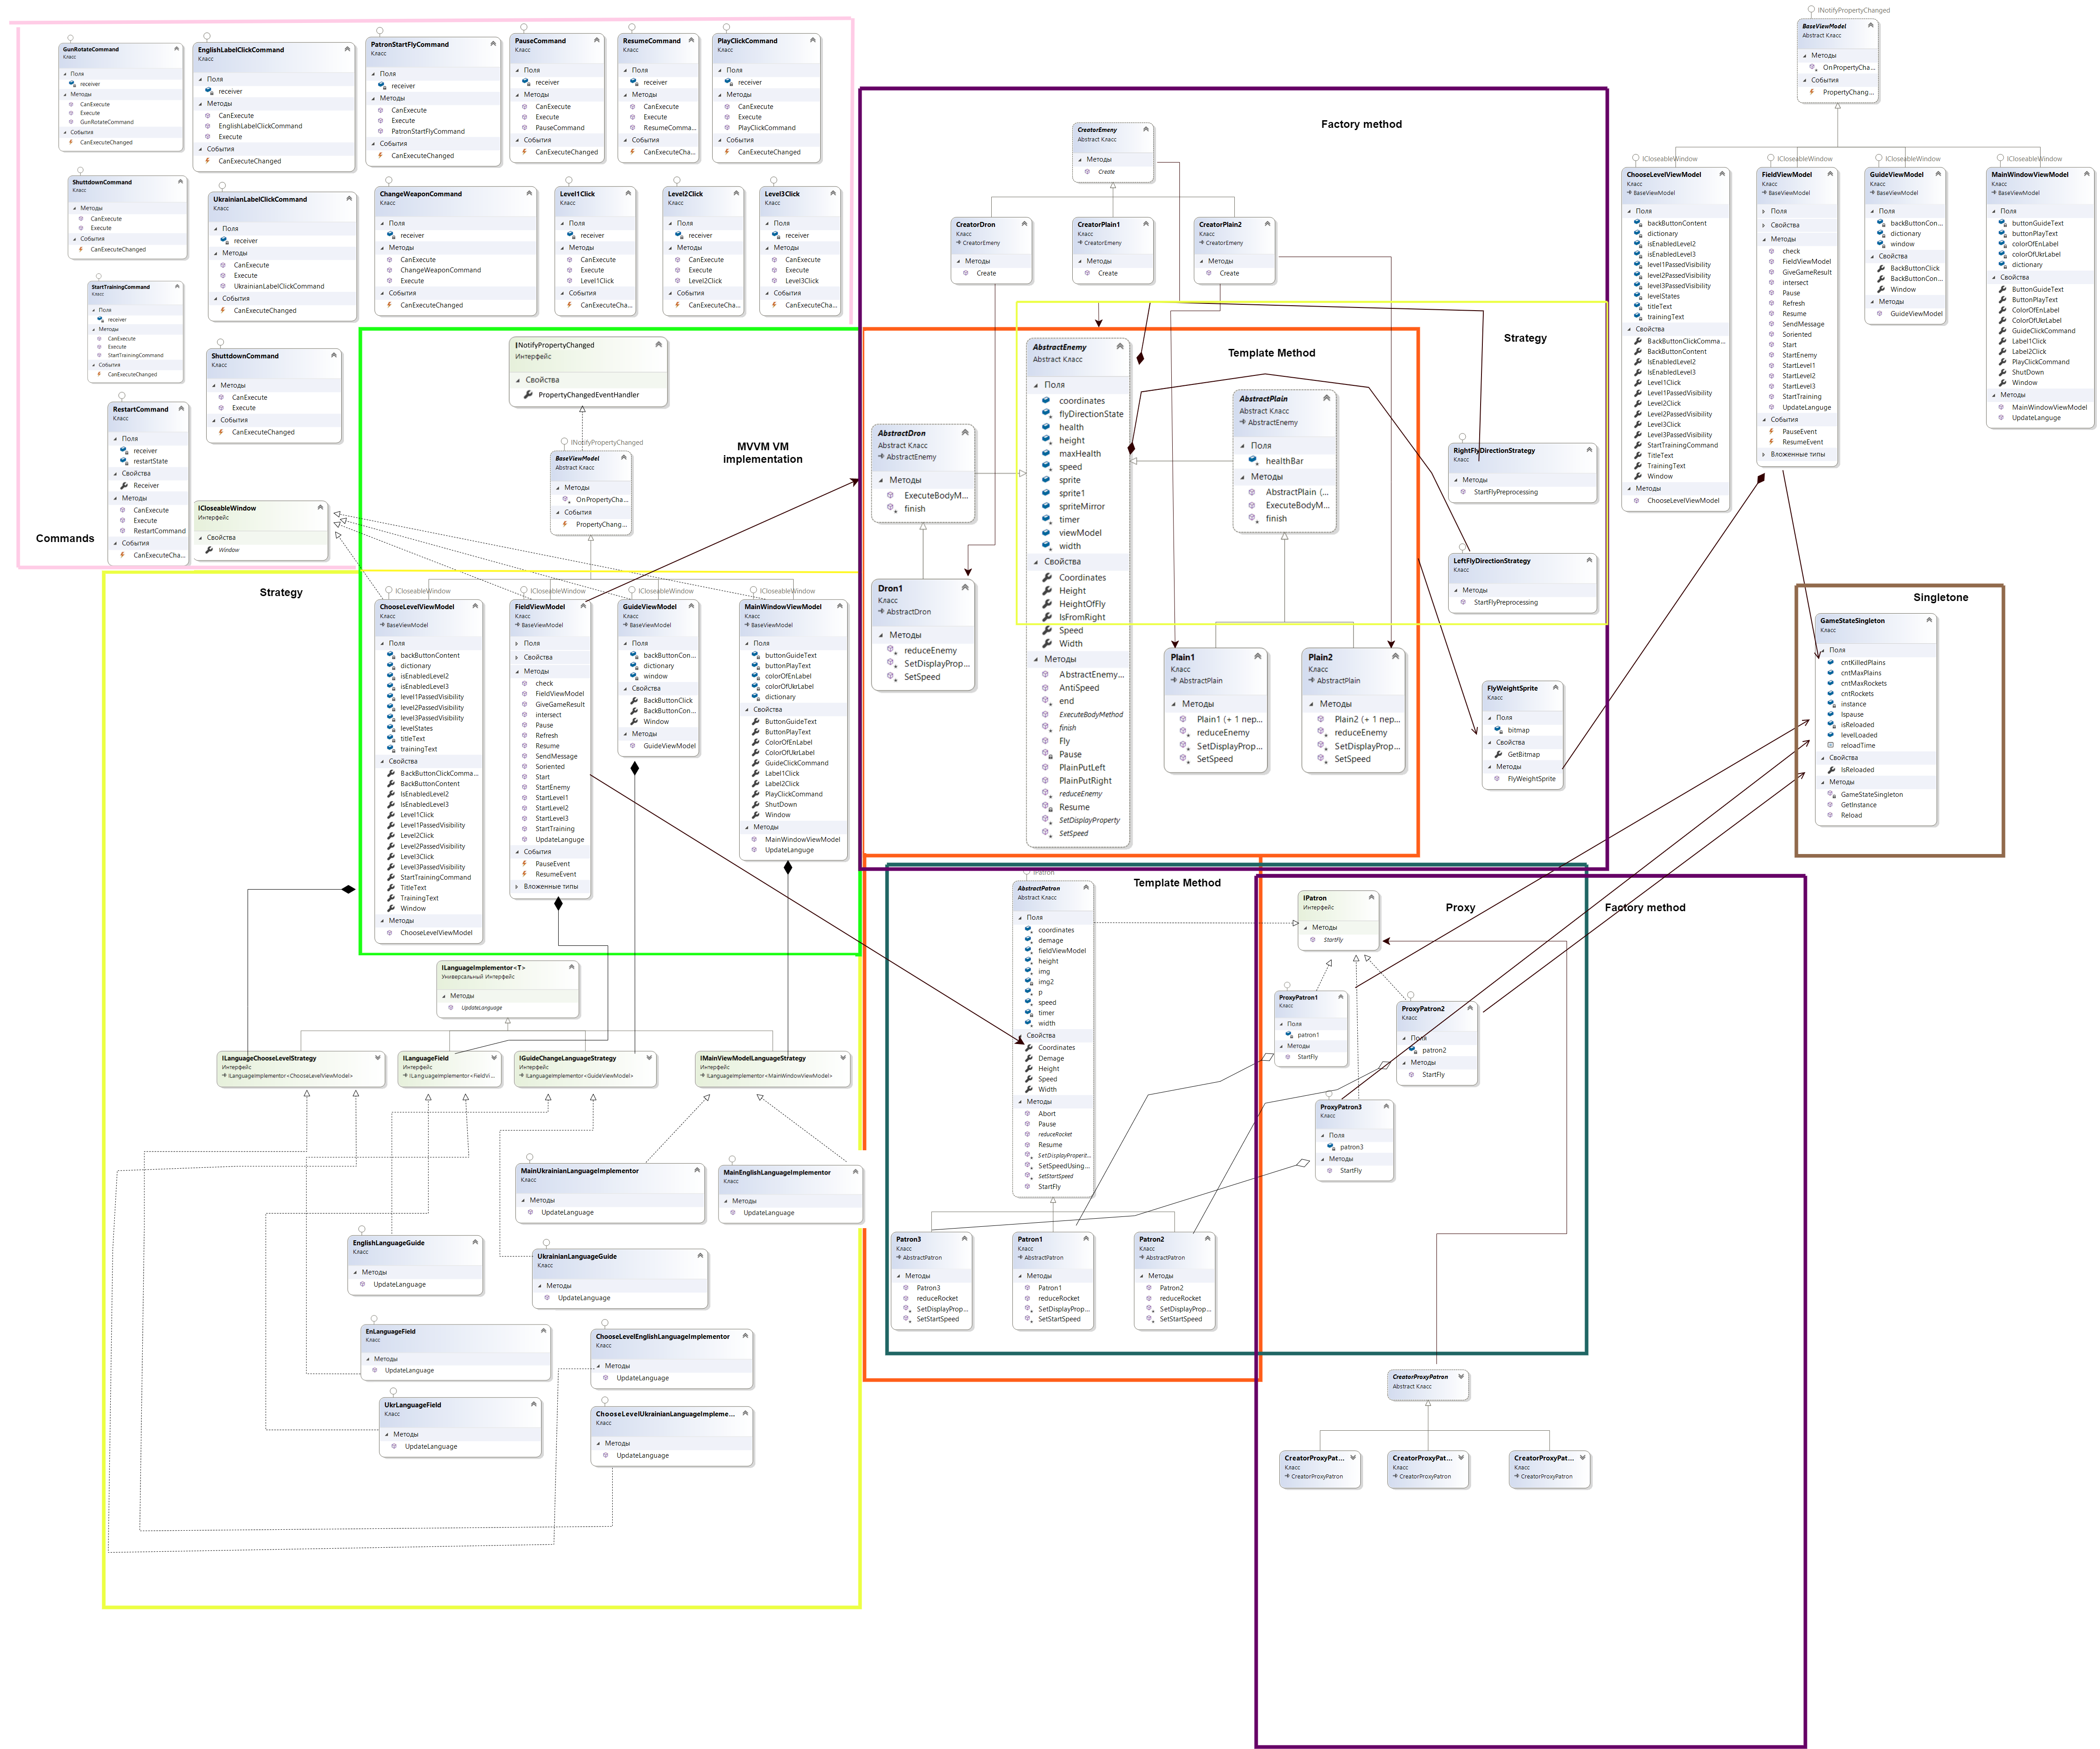 GunRotateCommand
Класс
Поля
receiver
Методы
CanExecute
Execute
GunRotateCommand
События
CanExecuteChanged
EnglishLabelClickCommand
Класс
Поля
receiver
Методы
CanExecute
EnglishLabelClickCommand
Execute
События
CanExecuteChanged
PatronStartFlyCommand
Класс
Поля
receiver
Методы
CanExecute
Execute
PatronStartFlyCommand
События
CanExecuteChanged
PauseCommand
Класс
Поля
receiver
Методы
CanExecute
Execute
PauseCommand
События
CanExecuteChanged
ResumeCommand
Класс
Поля
receiver
Методы
CanExecute
Execute
ResumeComma...
События
CanExecuteCha...
PlayClickCommand
Класс
Поля
receiver
Методы
CanExecute
Execute
PlayClickCommand
События
CanExecuteChanged
ShuttdownCommand
Класс
Методы
CanExecute
Execute
События
CanExecuteChanged
UkrainianLabelClickCommand
Класс
Поля
receiver
Методы
CanExecute
Execute
UkrainianLabelClickCommand
События
CanExecuteChanged
ChangeWeaponCommand
Класс
Поля
receiver
Методы
CanExecute
ChangeWeaponCommand
Execute
События
CanExecuteChanged
Level1Click
Класс
Поля
receiver
Методы
CanExecute
Execute
Level1Click
События
CanExecuteCha...
Level2Click
Класс
Поля
receiver
Методы
CanExecute
Execute
Level2Click
События
CanExecuteCha...
Level3Click
Класс
Поля
receiver
Методы
CanExecute
Execute
Level3Click
События
CanExecuteCha...
StartTrainingCommand
Класс
Поля
receiver
Методы
CanExecute
Execute
StartTrainingCommand
События
CanExecuteChanged
ShuttdownCommand
Класс
Методы
CanExecute
Execute
События
CanExecuteChanged
RestartCommand
Класс
Поля
receiver
restartState
Свойства
Receiver
Методы
CanExecute
Execute
RestartCommand
События
CanExecuteCha...
ICloseableWindow
Интерфейс
Свойства
Window
Commands
INotifyPropertyChanged
Интерфейс
Свойства
PropertyChangedEventHandler
MVVM VM
implementation
INotifyPropertyChanged
BaseViewModel
Abstract Класс
Методы
OnPropertyCha...
События
PropertyChang...
Strategy
ICloseableWindow
ChooseLevelViewModel
Класс
BaseViewModel
Поля
backButtonContent
dictionary
isEnabledLevel2
isEnabledLevel3
level1PassedVisibility
level2PassedVisibility
level3PassedVisibility
levelStates
titleText
trainingText
Свойства
BackButtonClickComma...
BackButtonContent
IsEnabledLevel2
IsEnabledLevel3
Level1Click
Level1PassedVisibility
Level2Click
Level2PassedVisibility
Level3Click
Level3PassedVisibility
StartTrainingCommand
TitleText
TrainingText
Window
Методы
ChooseLevelViewModel
ICloseableWindow
FieldViewModel
Класс
BaseViewModel
Поля
Свойства
Методы
check
FieldViewModel
GiveGameResult
intersect
Pause
Refresh
Resume
SendMessage
Soriented
Start
StartEnemy
StartLevel1
StartLevel2
StartLevel3
StartTraining
UpdateLanguge
События
PauseEvent
ResumeEvent
Вложенные типы
ICloseableWindow
GuideViewModel
Класс
BaseViewModel
Поля
backButtonCon...
dictionary
window
Свойства
BackButtonClick
BackButtonCon...
Window
Методы
GuideViewModel
ICloseableWindow
MainWindowViewModel
Класс
BaseViewModel
Поля
buttonGuideText
buttonPlayText
colorOfEnLabel
colorOfUkrLabel
dictionary
Свойства
ButtonGuideText
ButtonPlayText
ColorOfEnLabel
ColorOfUkrLabel
GuideClickCommand
Label1Click
Label2Click
PlayClickCommand
ShutDown
Window
Методы
MainWindowViewModel
UpdateLanguge
ILanguageImplementor<T>
Универсальный Интерфейс
Методы
UpdateLanguage
ILanguageChooseLevelStrategy
Интерфейс
ILanguageImplementor<ChooseLevelViewModel>
ILanguageField
Интерфейс
ILanguageImplementor<FieldVi...
IGuideChangeLanguageStrategy
Интерфейс
ILanguageImplementor<GuideViewModel>
IMainViewModelLanguageStrategy
Интерфейс
ILanguageImplementor<MainWindowViewModel>
MainUkrainianLanguageImplementor
Класс
Методы
UpdateLanguage
MainEnglishLanguageImplementor
Класс
Методы
UpdateLanguage
EnglishLanguageGuide
Класс
Методы
UpdateLanguage
UkrainianLanguageGuide
Класс
Методы
UpdateLanguage
EnLanguageField
Класс
Методы
UpdateLanguage
ChooseLevelEnglishLanguageImplementor
Класс
Методы
UpdateLanguage
UkrLanguageField
Класс
Методы
UpdateLanguage
ChooseLevelUkrainianLanguageImpleme...
Класс
Методы
UpdateLanguage
Factory method
CreatorEmeny
Abstract Класс
Методы
Create
CreatorDron
Класс
CreatorEmeny
Методы
Create
CreatorPlain1
Класс
CreatorEmeny
Методы
Create
CreatorPlain2
Класс
CreatorEmeny
Методы
Create
Strategy
Template Method
AbstractEnemy
Abstract Класс
Поля
coordinates
flyDirectionState
health
height
maxHealth
speed
sprite
sprite1
spriteMirror
timer
viewModel
width
Свойства
Coordinates
Height
HeightOfFly
IsFromRight
Speed
Width
Методы
AbstractEnemy...
AntiSpeed
end
ExecuteBodyMethod
finish
Fly
Pause
PlainPutLeft
PlainPutRight
reduceEnemy
Resume
SetDisplayProperty
SetSpeed
AbstractDron
Abstract Класс
AbstractEnemy
Методы
ExecuteBodyM...
finish
AbstractPlain
Abstract Класс
AbstractEnemy
Поля
healthBar
Методы
AbstractPlain (...
ExecuteBodyM...
finish
Dron1
Класс
AbstractDron
Методы
reduceEnemy
SetDisplayProp...
SetSpeed
Plain1
Класс
AbstractPlain
Методы
Plain1 (+ 1 пер...
reduceEnemy
SetDisplayProp...
SetSpeed
Plain2
Класс
AbstractPlain
Методы
Plain2 (+ 1 пер...
reduceEnemy
SetDisplayProp...
SetSpeed
RightFlyDirectionStrategy
Класс
Методы
StartFlyPreprocessing
LeftFlyDirectionStrategy
Класс
Методы
StartFlyPreprocessing
FlyWeightSprite
Класс
Поля
bitmap
Свойства
GetBitmap
Методы
FlyWeightSprite
INotifyPropertyChanged
BaseViewModel
Abstract Класс
Методы
OnPropertyCha...
События
PropertyChang...
ICloseableWindow
ChooseLevelViewModel
Класс
BaseViewModel
Поля
backButtonContent
dictionary
isEnabledLevel2
isEnabledLevel3
level1PassedVisibility
level2PassedVisibility
level3PassedVisibility
levelStates
titleText
trainingText
Свойства
BackButtonClickComma...
BackButtonContent
IsEnabledLevel2
IsEnabledLevel3
Level1Click
Level1PassedVisibility
Level2Click
Level2PassedVisibility
Level3Click
Level3PassedVisibility
StartTrainingCommand
TitleText
TrainingText
Window
Методы
ChooseLevelViewModel
ICloseableWindow
FieldViewModel
Класс
BaseViewModel
Поля
Свойства
Методы
check
FieldViewModel
GiveGameResult
intersect
Pause
Refresh
Resume
SendMessage
Soriented
Start
StartEnemy
StartLevel1
StartLevel2
StartLevel3
StartTraining
UpdateLanguge
События
PauseEvent
ResumeEvent
Вложенные типы
ICloseableWindow
GuideViewModel
Класс
BaseViewModel
Поля
backButtonCon...
dictionary
window
Свойства
BackButtonClick
BackButtonCon...
Window
Методы
GuideViewModel
ICloseableWindow
MainWindowViewModel
Класс
BaseViewModel
Поля
buttonGuideText
buttonPlayText
colorOfEnLabel
colorOfUkrLabel
dictionary
Свойства
ButtonGuideText
ButtonPlayText
ColorOfEnLabel
ColorOfUkrLabel
GuideClickCommand
Label1Click
Label2Click
PlayClickCommand
ShutDown
Window
Методы
MainWindowViewModel
UpdateLanguge
Singletone
GameStateSingleton
Класс
Поля
cntKilledPlains
cntMaxPlains
cntMaxRockets
cntRockets
instance
Ispause
isReloaded
levelLoaded
reloadTime
Свойства
IsReloaded
Методы
GameStateSingleton
GetInstance
Reload
Template Method
IPatron
AbstractPatron
Abstract Класс
Поля
coordinates
demage
fieldViewModel
height
img
img2
p
speed
timer
width
Свойства
Coordinates
Demage
Height
Speed
Width
Методы
Abort
Pause
reduceRocket
Resume
SetDisplayPropert...
SetSpeedUsing...
SetStartSpeed
StartFly
Patron3
Класс
AbstractPatron
Методы
Patron3
reduceRocket
SetDisplayProp...
SetStartSpeed
Patron1
Класс
AbstractPatron
Методы
Patron1
reduceRocket
SetDisplayProp...
SetStartSpeed
Patron2
Класс
AbstractPatron
Методы
Patron2
reduceRocket
SetDisplayProp...
SetStartSpeed
Proxy
Factory method
IPatron
Интерфейс
Методы
StartFly
ProxyPatron1
Класс
Поля
patron1
Методы
StartFly
ProxyPatron2
Класс
Поля
patron2
Методы
StartFly
ProxyPatron3
Класс
Поля
patron3
Методы
StartFly
CreatorProxyPatron
Abstract Класс
CreatorProxyPat...
Класс
CreatorProxyPatron
CreatorProxyPat...
Класс
CreatorProxyPatron
CreatorProxyPat...
Класс
CreatorProxyPatron